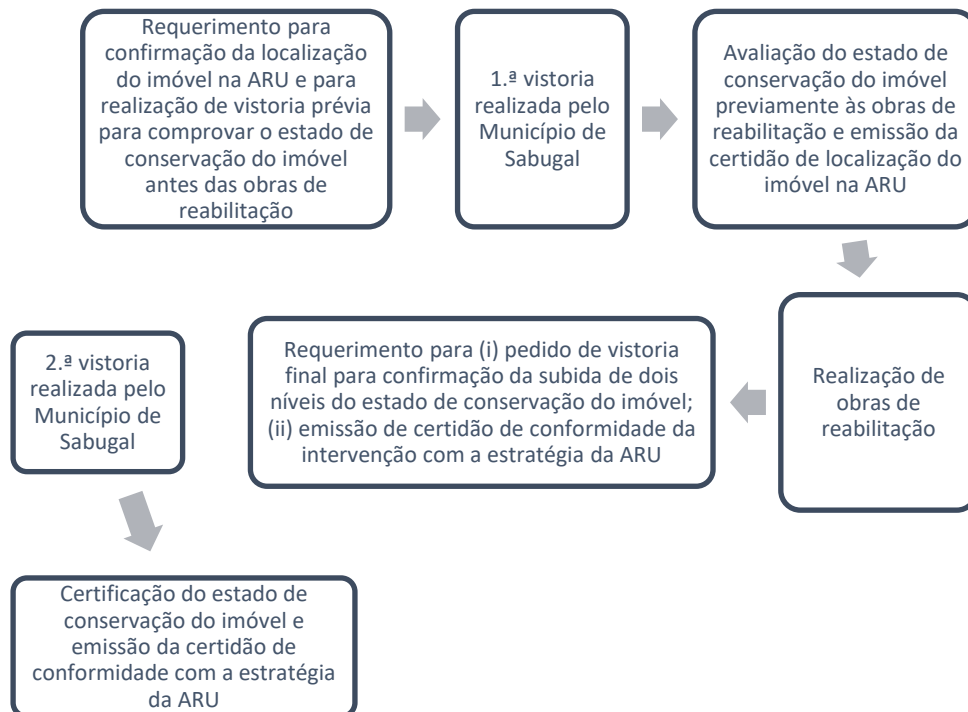 Requerimento para
confirmação da localização
do imóvel na ARU e para
realização de vistoria prévia
para comprovar o estado de
conservação do imóvel
antes das obras de
reabilitação
1.ª vistoria
realizada pelo
Município de
Sabugal
Avaliação do estado de
conservação do imóvel
previamente às obras de
reabilitação e emissão da
certidão de localização do
imóvel na ARU
Realização de
obras de
reabilitação
Requerimento para (i) pedido de vistoria
final para confirmação da subida de dois
níveis do estado de conservação do imóvel;
(ii) emissão de certidão de conformidade da
intervenção com a estratégia da ARU
2.ª vistoria
realizada pelo
Município de
Sabugal
Certificação do estado de
conservação do imóvel e
emissão da certidão de
conformidade com a estratégia
da ARU